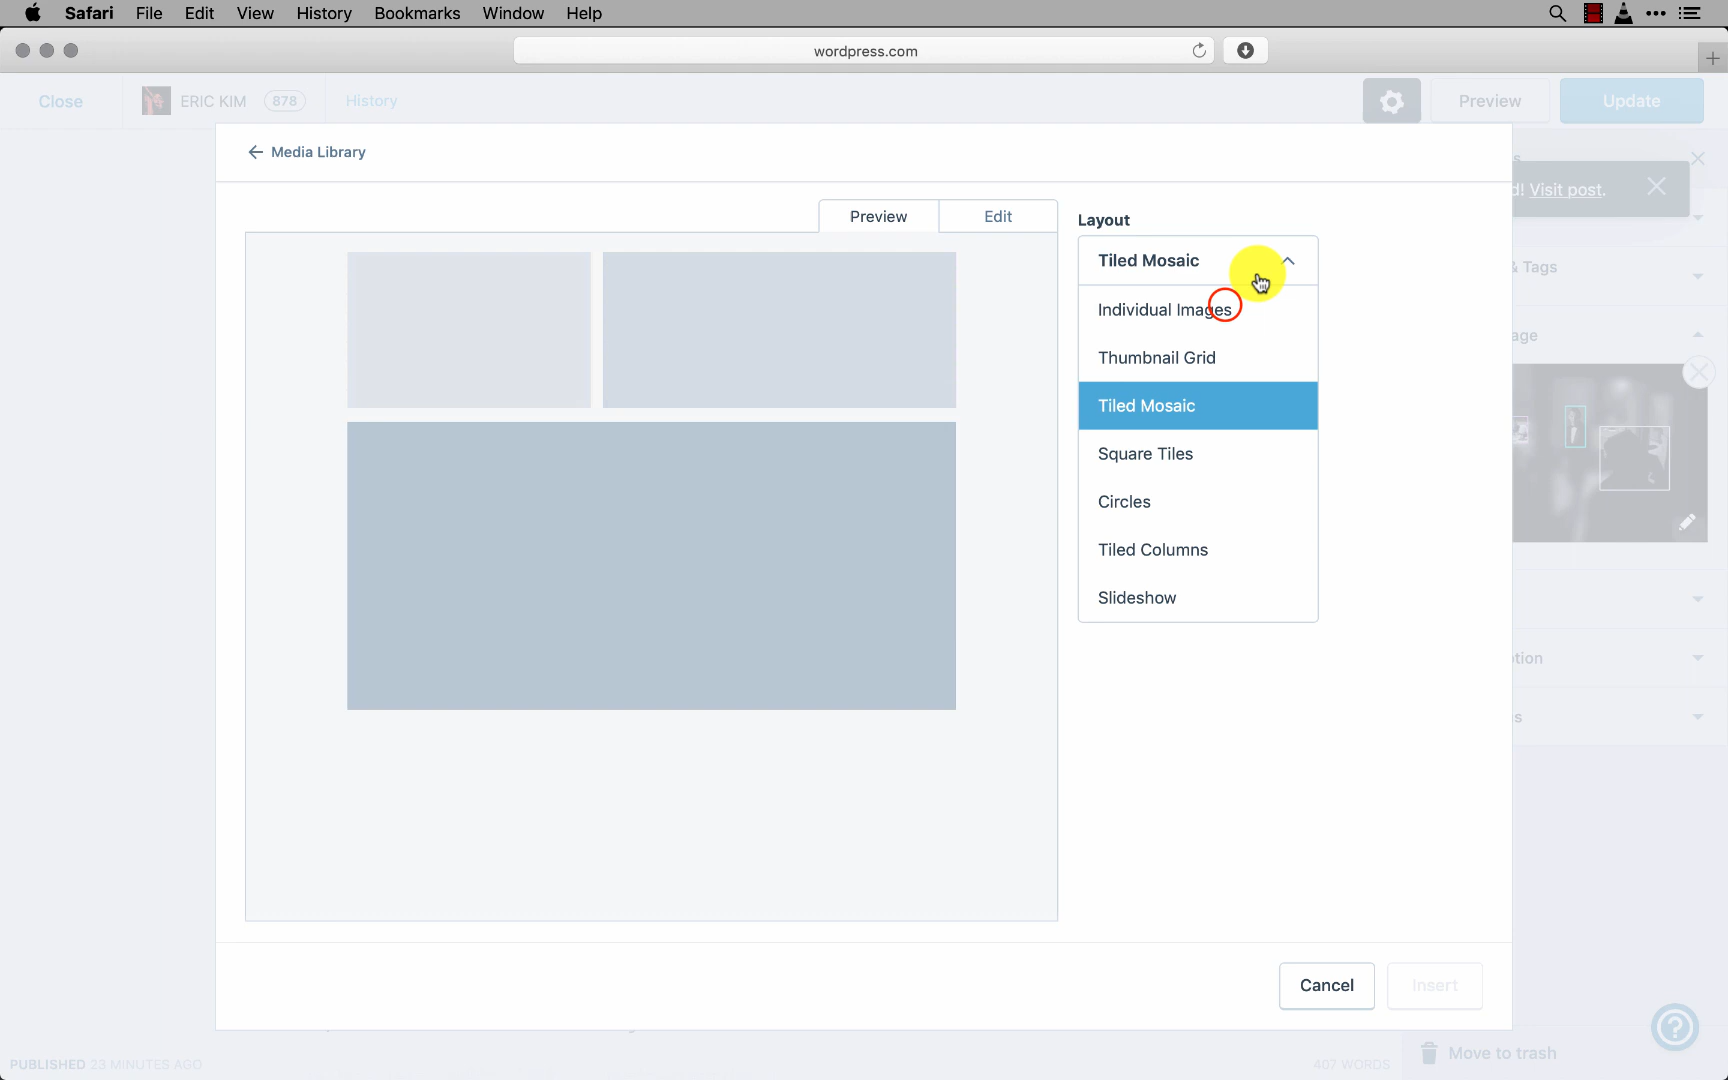 Safari File Edit View History Bookmarks Window Help
wordpress.com
Close ERIC KIM 878 History Preview Update
Media Library
Visit post.
Preview Edit
Layout
Tiled Mosaic
& Tags
Individual Images
Thumbnail Grid
Tiled Mosaic
Square Tiles
Circles
Tiled Columns
Slideshow
Cancel Insert
PUBLISHED 23 MINUTES AGO
407 WORDS
Move to trash